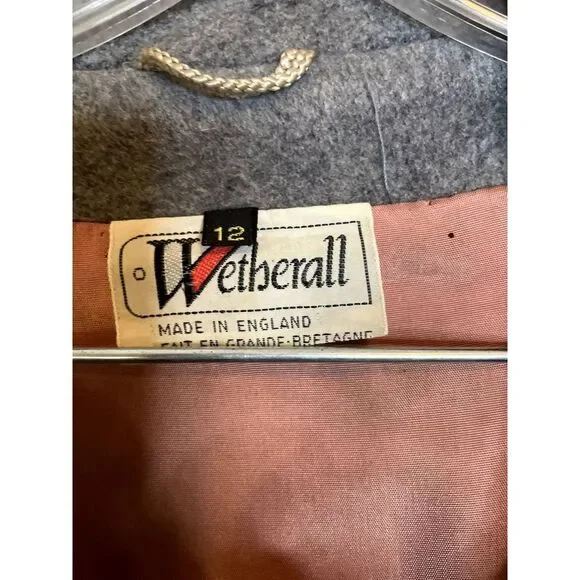 12
Wetherall
MADE IN ENGLAND
FAIT EN GRANDE-BRETAGNE